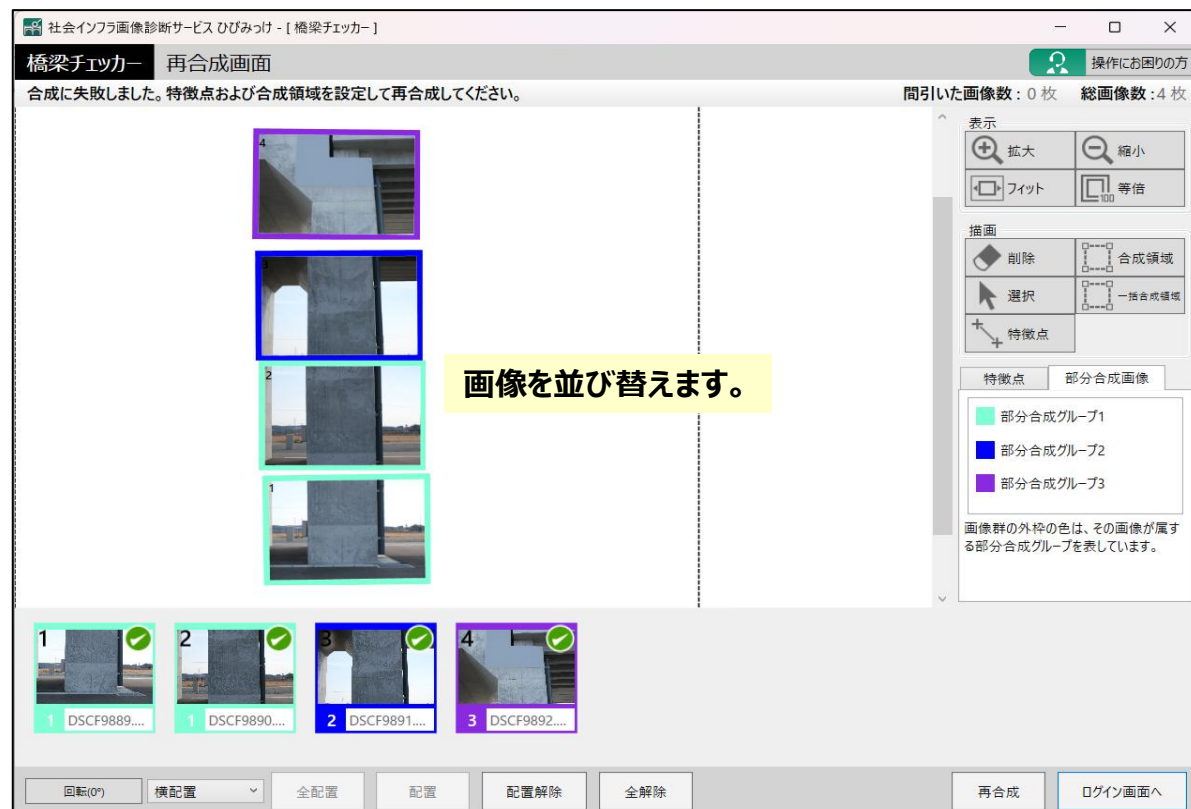 社会インフラ画像診断サービス ひびみっけ - [ 橋梁チェッカー ]
橋梁チェッカー 再合成画面 操作にお困りの方
合成に失敗しました。特徴点および合成領域を設定して再合成してください。 間引いた画像数 : 0 枚 総画像数 :4 枚
表示
拡大 縮小
フィット 等倍
100
描画
削除 合成領域
選択 一括合成領域
特徴点
特徴点 部分合成画像
部分合成グループ1
部分合成グループ2
部分合成グループ3
画像群の外枠の色は、その画像が属す
る部分合成グループを表しています。
4
3
2
1
画像を並び替えます。
1 2 3 4
1 DSCF9889.... 1 DSCF9890.... 2 DSCF9891.... 3 DSCF9892....
回転(0°) 横配置 全配置 配置 配置解除 全解除 再合成 ログイン画面へ